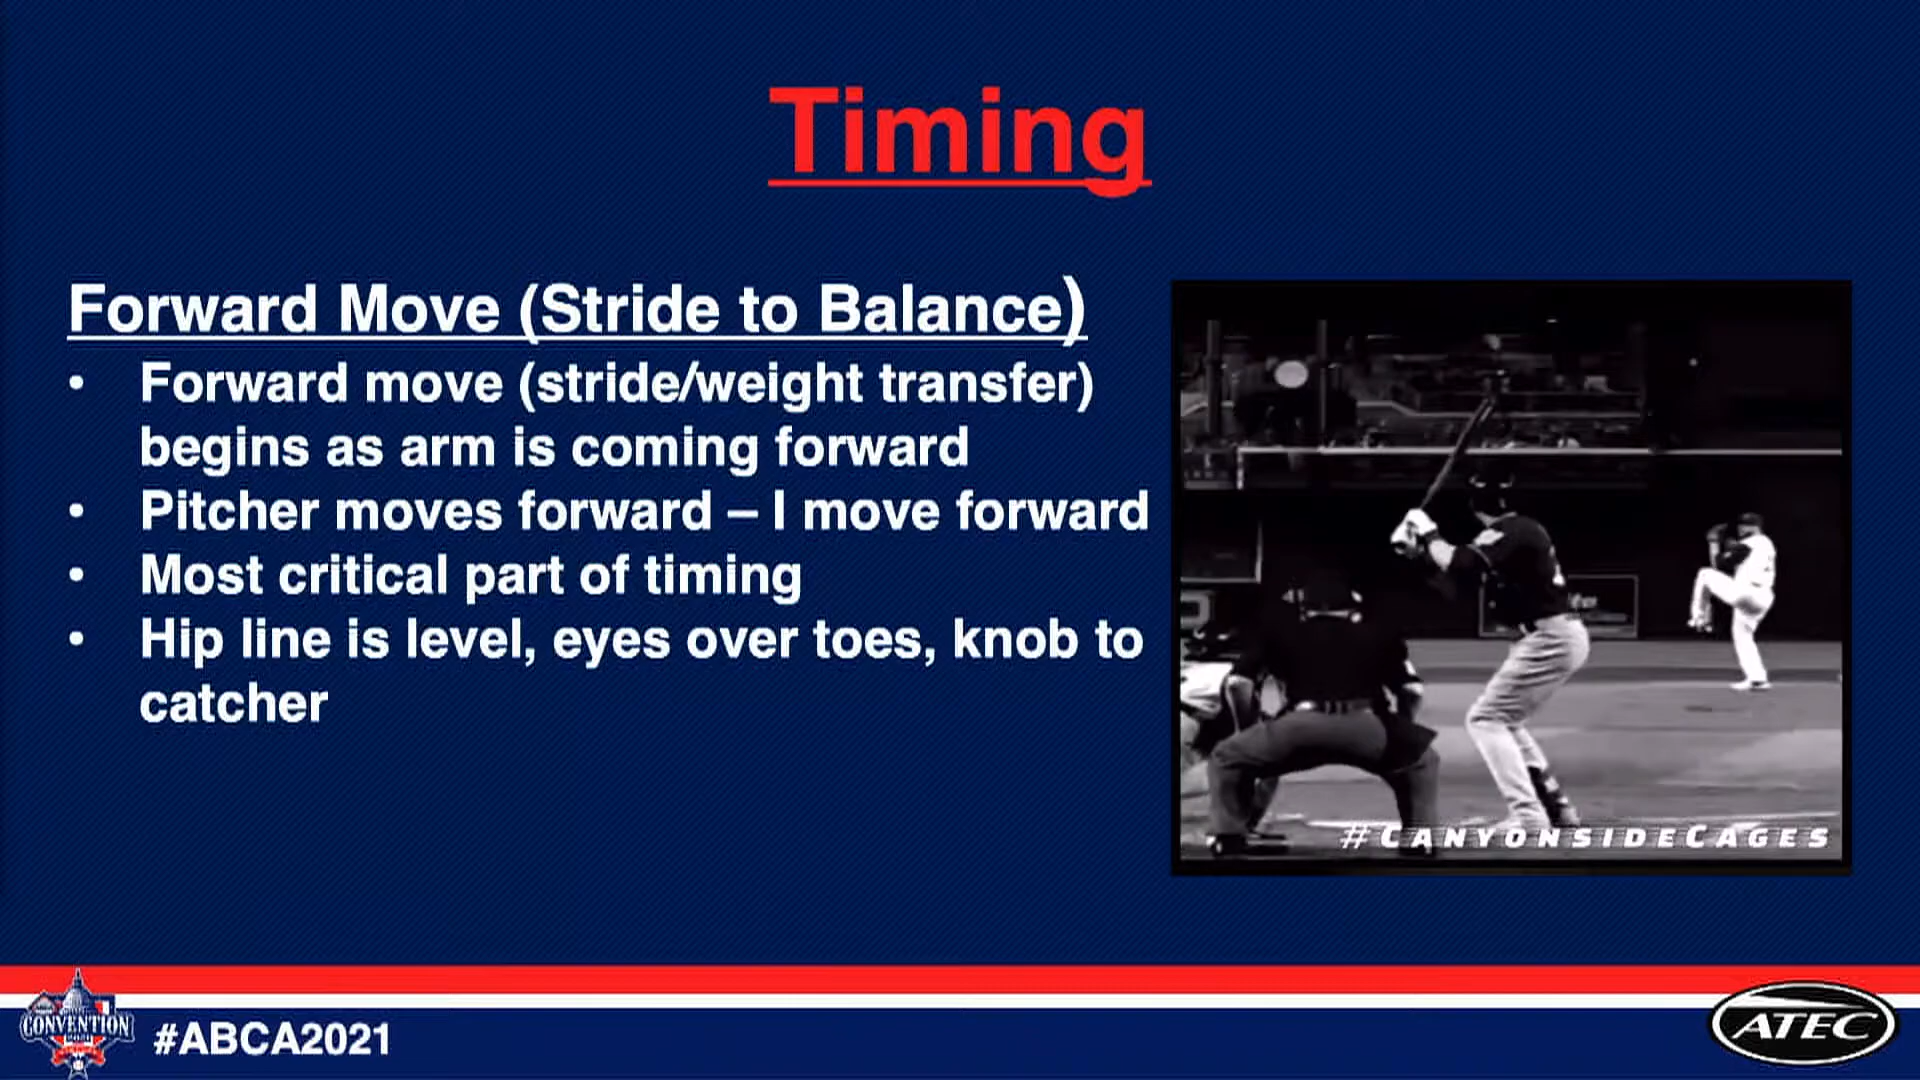 Timing
Forward Move (Stride to Balance)
• Forward move (stride/weight transfer)
begins as arm is coming forward
• Pitcher moves forward – I move forward
• Most critical part of timing
• Hip line is level, eyes over toes, knob to
catcher
#CANYONSIDECAGES
CONVENTION
#ABCA2021
ATEC